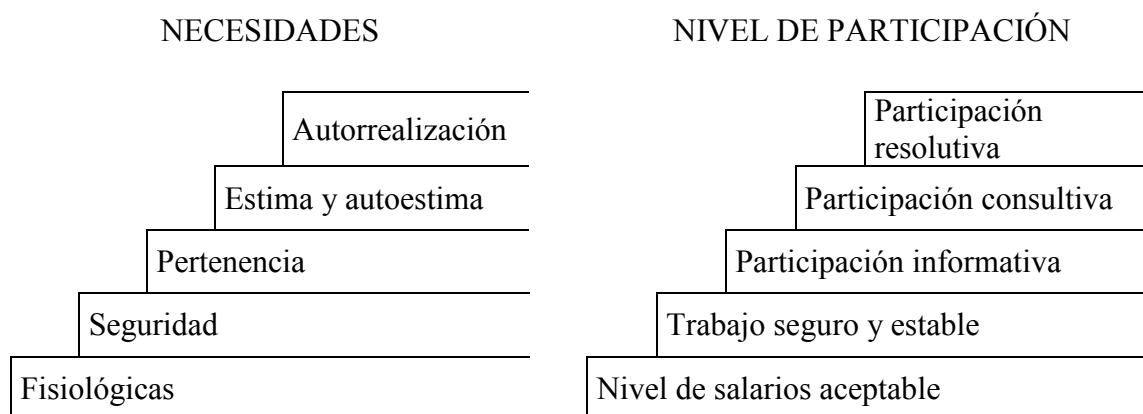 NECESIDADES
Autorrealización
Estima y autoestima
Pertenencia
Seguridad
Fisiológicas
NIVEL DE PARTICIPACIÓN
Participación
resolutiva
Participación consultiva
Participación informativa
Trabajo seguro y estable
Nivel de salarios aceptable